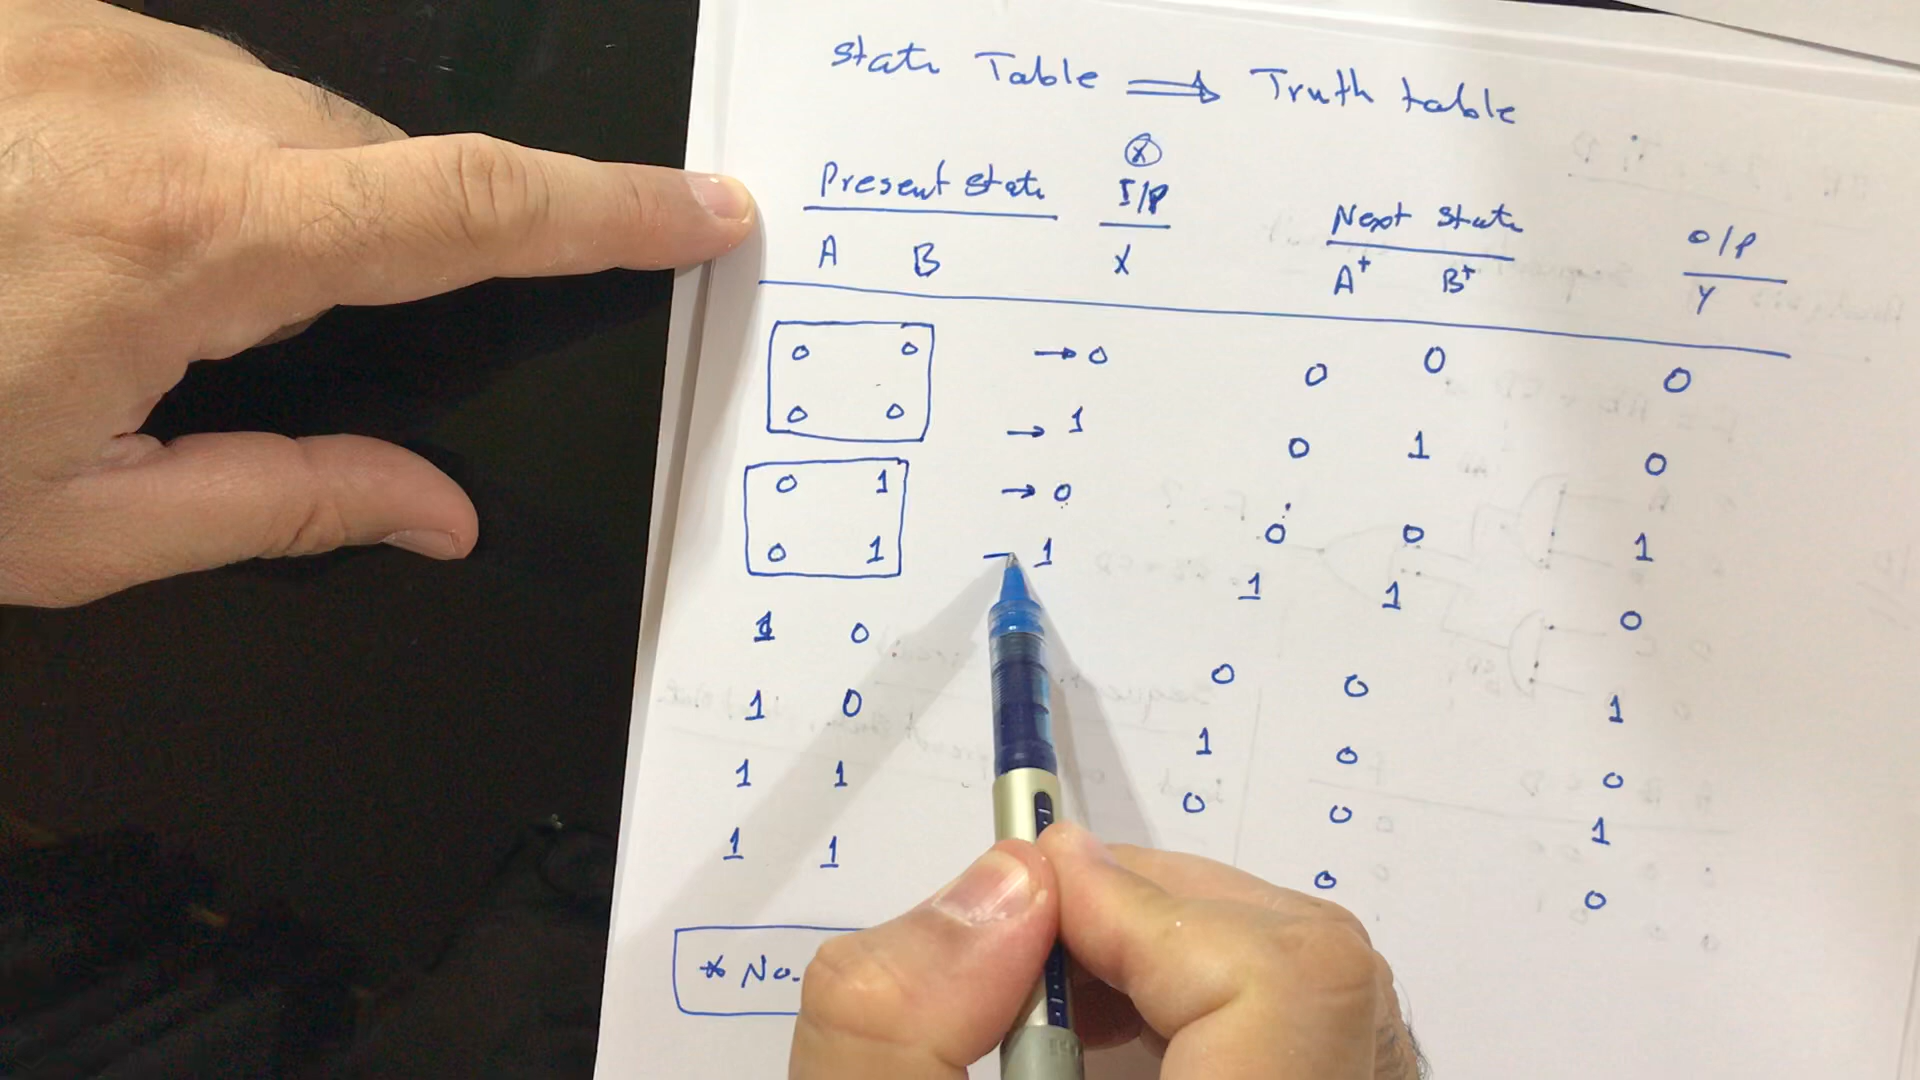 State Table ⟹ Truth table
Present State Ⓧ I/P Next State O/P
A B X A⁺ B⁺ Y
0 0 → 0 0 0 0
0 0 → 1 0 1 0
0 1 → 0 0 0 1
0 1 → 1 1 1 0
1 0 0 0 1
1 0 1 0 0
1 1 0 0 1
1 1 0 0
* No.